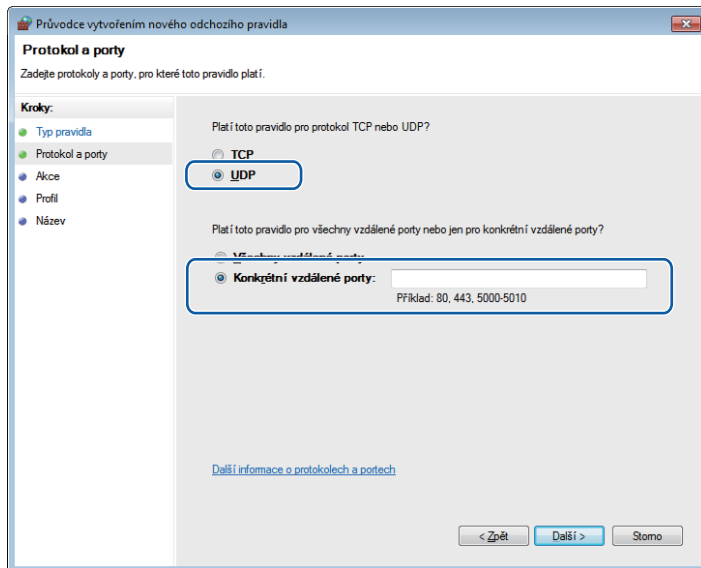 Průvodce vytvořením nového odchozího pravidla
Protokol a porty
Zadejte protokoly a porty, pro které toto pravidlo platí.
Kroky:
Typ pravidla
Protokol a porty
Akce
Profil
Název
Platí toto pravidlo pro protokol TCP nebo UDP?
TCP
UDP
Platí toto pravidlo pro všechny vzdálené porty nebo jen pro konkrétní vzdálené porty?
Všechny vzdálené porty
Konkrétní vzdálené porty:
Příklad: 80, 443, 5000-5010
Další informace o protokolech a portech
< Zpět
Další >
Storno